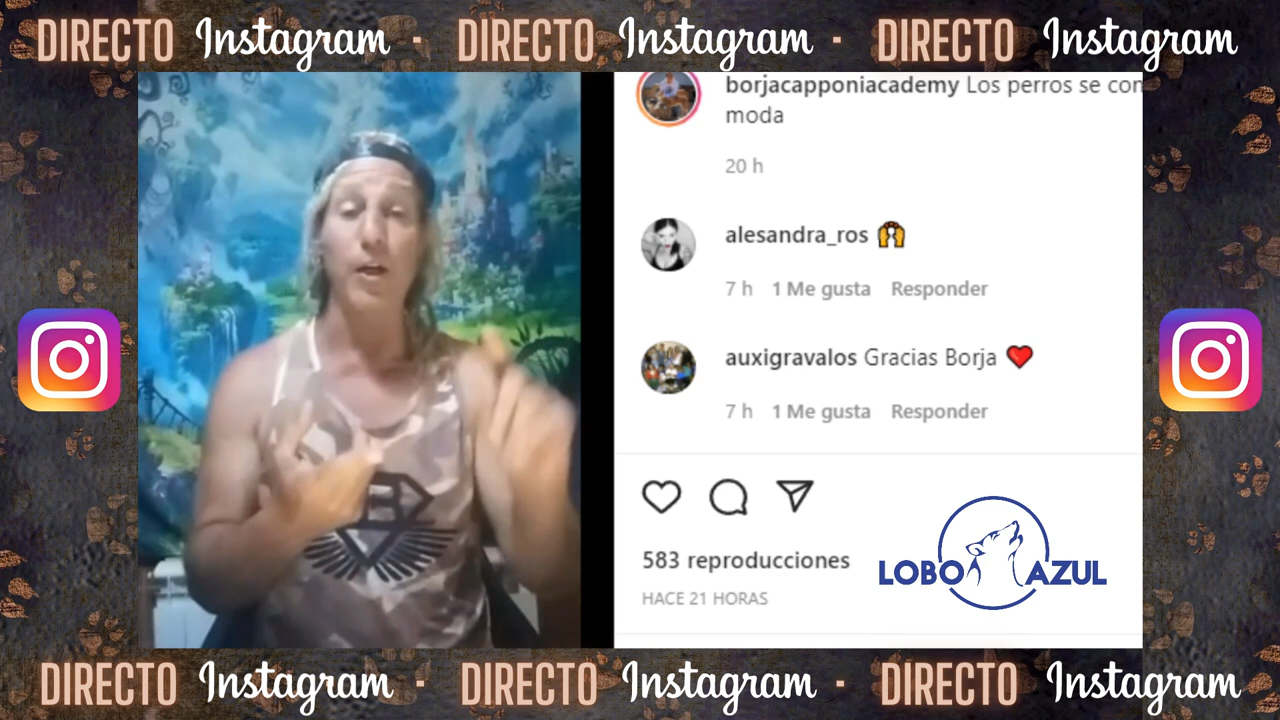 DIRECTO Instagram · DIRECTO Instagram · DIRECTO Instagram
borjacapponiacademy Los perros se con
moda
20 h
alesandra_ros
7 h 1 Me gusta Responder
auxigravalos Gracias Borja
7 h 1 Me gusta Responder
583 reproducciones
LOBO AZUL
HACE 21 HORAS
DIRECTO Instagram · DIRECTO Instagram · DIRECTO Instagram